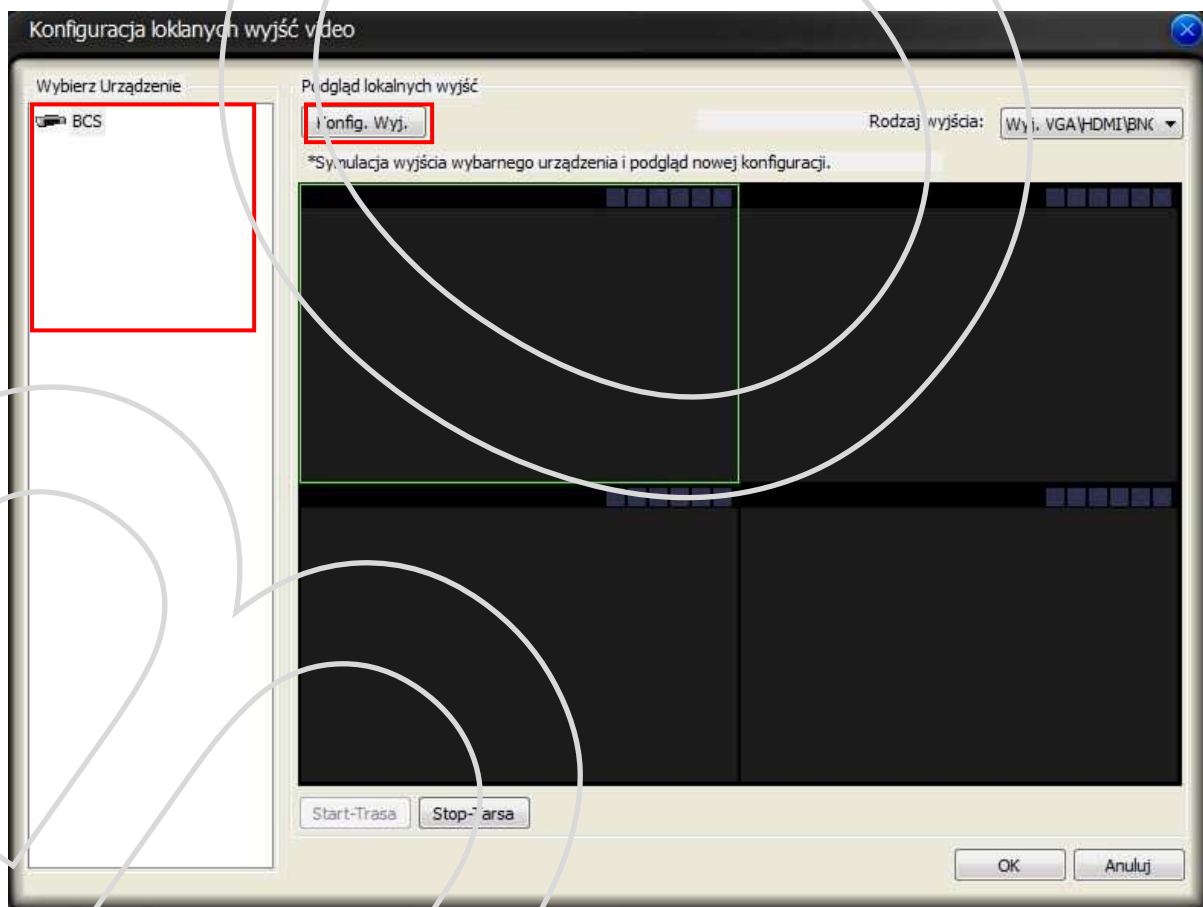 Konfiguracja loklanych wyjść video
Wybierz Urządzenie
BCS
Podgląd lokalnych wyjść
Config. Wyj.
Rodzaj wyjścia: Wyj. VGA\HDMI\BNC
*Symulacja wyjścia wybarnego urządzenia i podgląd nowej konfiguracji.
Start-Trasa Stop-Tarsa
OK Anuluj